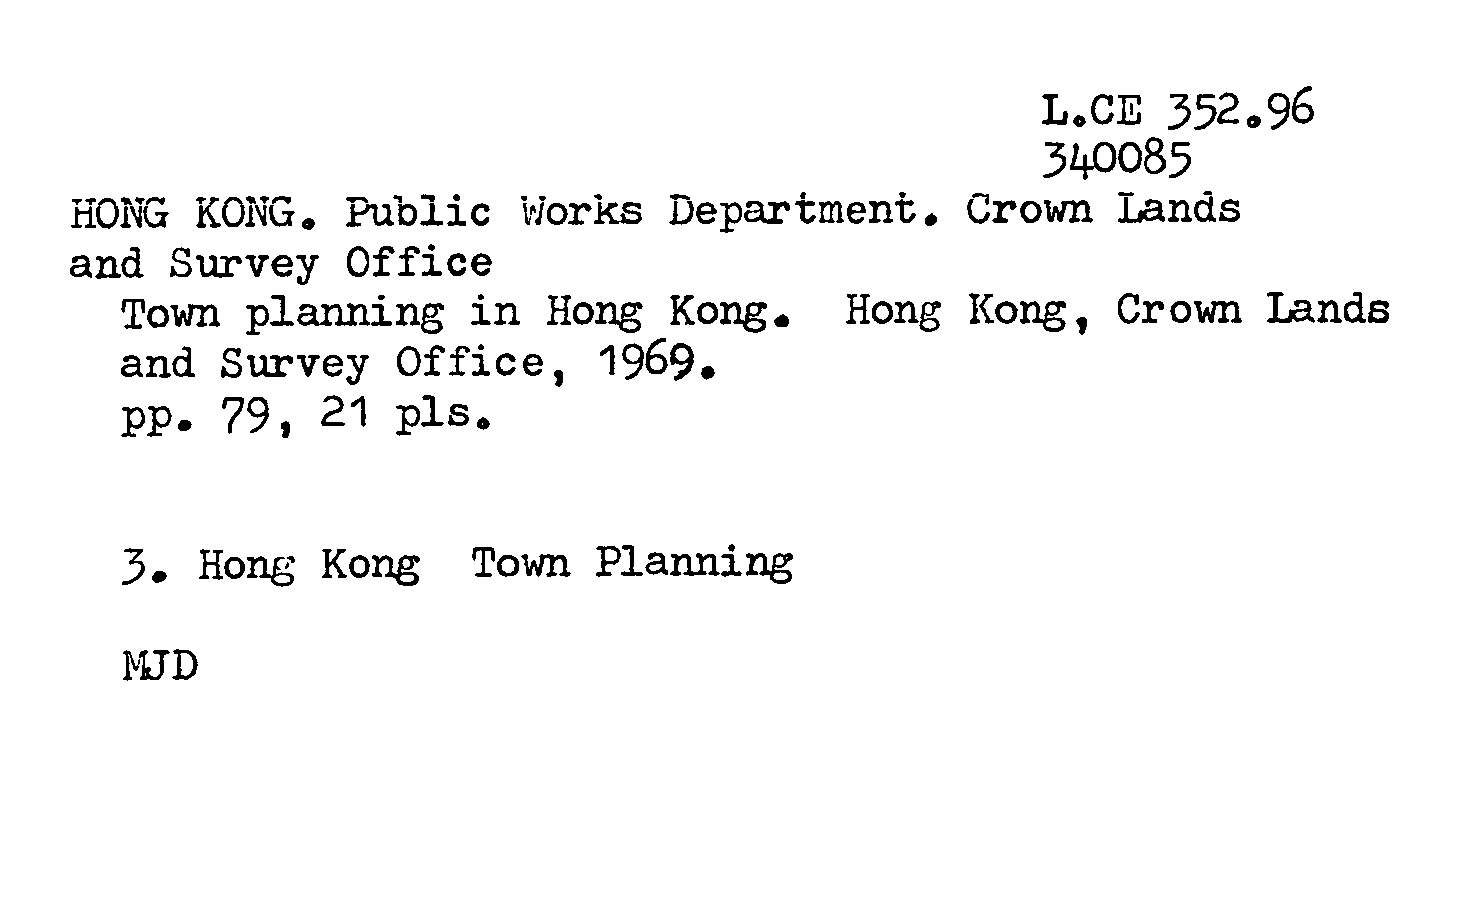 L.CE 352.96
340085
HONG KONG. Public Works Department. Crown Lands
and Survey Office
Town planning in Hong Kong. Hong Kong, Crown Lands
and Survey Office, 1969.
pp. 79, 21 pls.
3. Hong Kong Town Planning
MJD